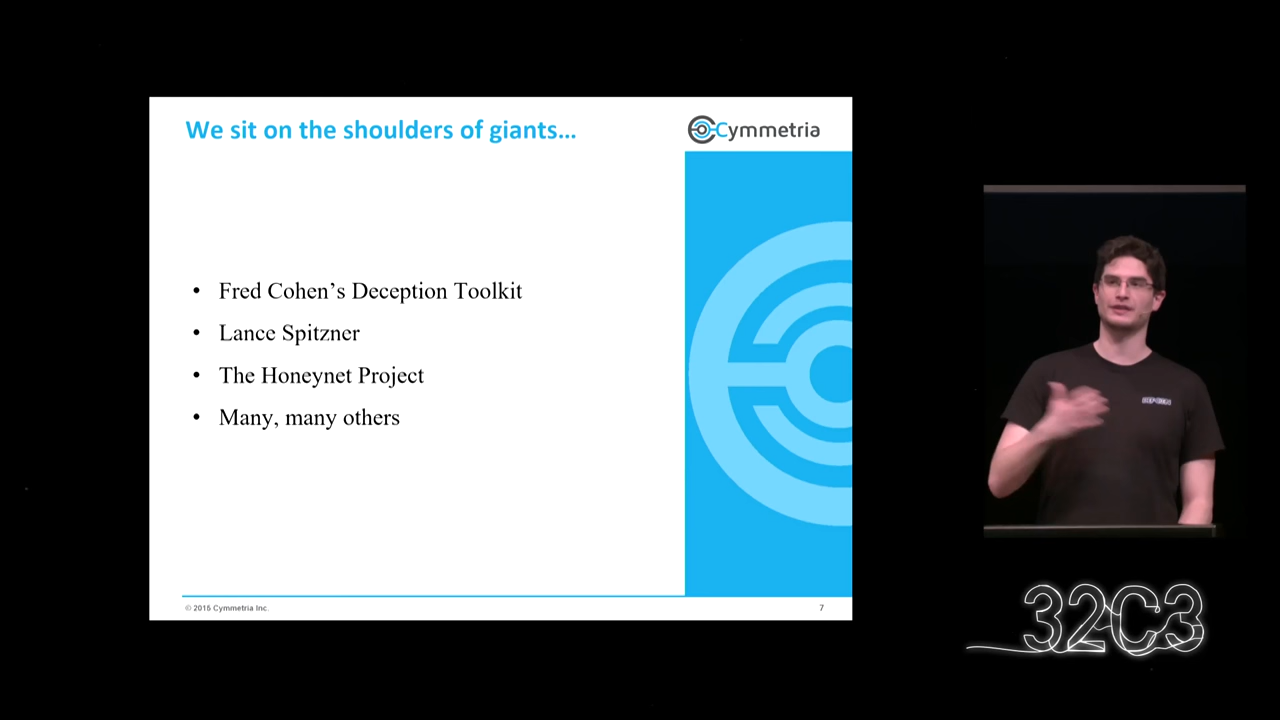 We sit on the shoulders of giants…
Cymmetria
• Fred Cohen’s Deception Toolkit
• Lance Spitzner
• The Honeynet Project
• Many, many others
© 2015 Cymmetria Inc.
7
32C3